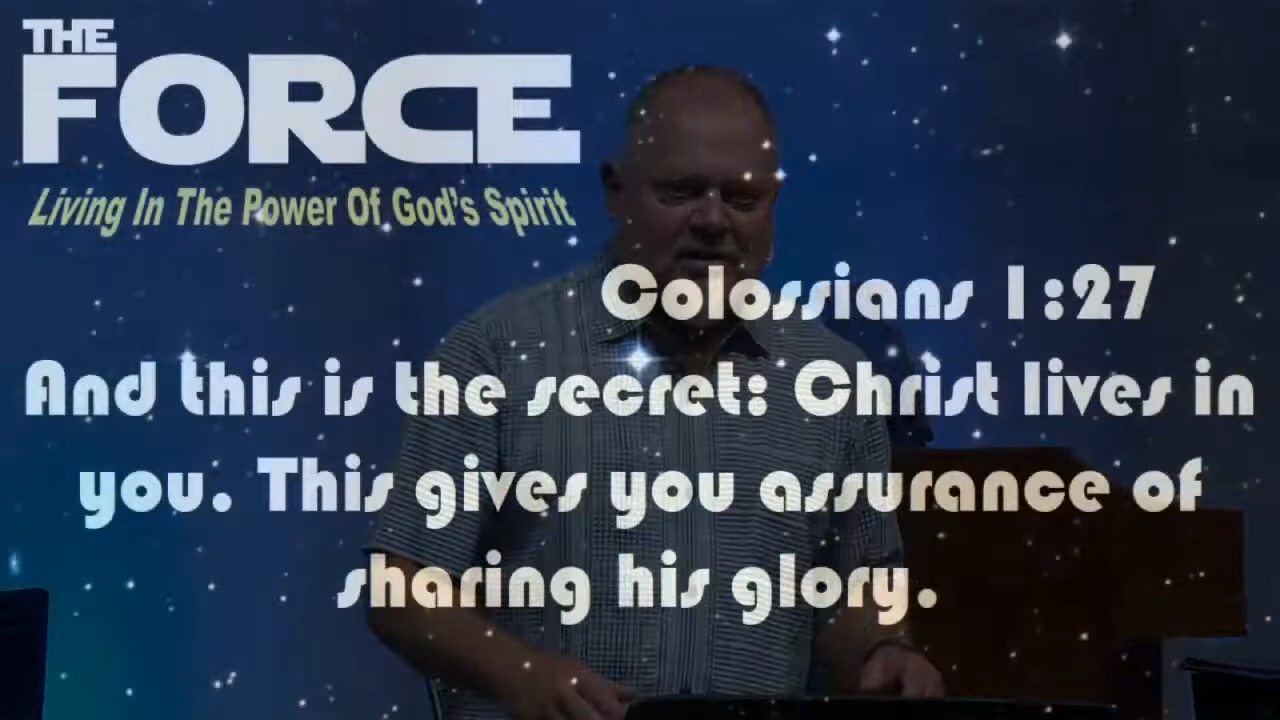 THE
FORCE
Living In The Power Of God's Spirit
Colossians 1:27
And this is the secret: Christ lives in
you. This gives you assurance of
sharing his glory.